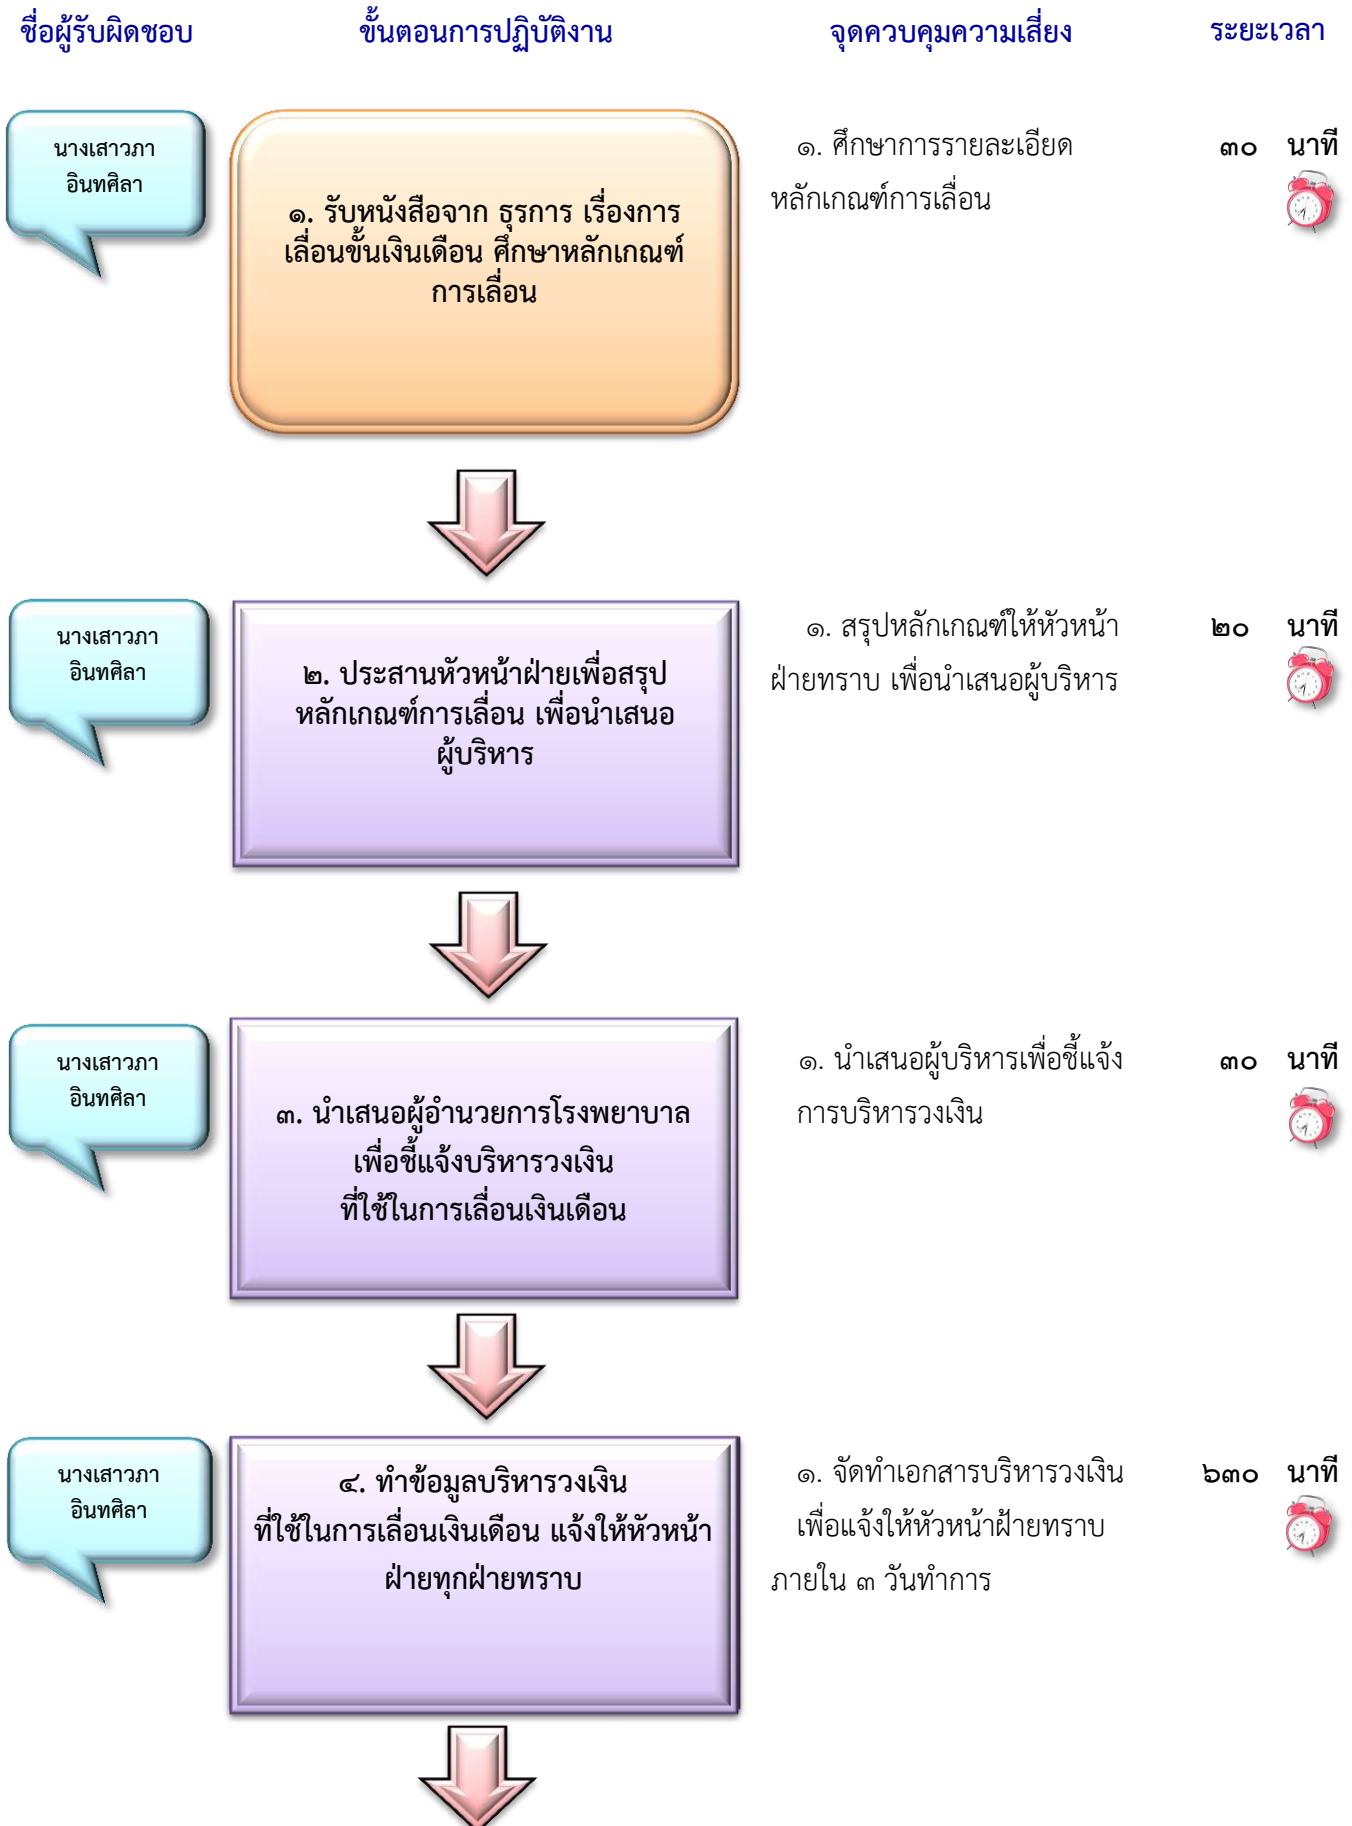 ชื่อผู้รับผิดชอบ ขั้นตอนการปฏิบัติงาน จุดควบคุมความเสี่ยง ระยะเวลา
นางเสาวภา
อินทศิลา
๑. รับหนังสือจาก ธุรการ เรื่องการ
เลื่อนขั้นเงินเดือน ศึกษาหลักเกณฑ์
การเลื่อน
๑. ศึกษาการรายละเอียด
หลักเกณฑ์การเลื่อน
๓๐ นาที
นางเสาวภา
อินทศิลา
๒. ประสานหัวหน้าฝ่ายเพื่อสรุป
หลักเกณฑ์การเลื่อน เพื่อนำเสนอ
ผู้บริหาร
๑. สรุปหลักเกณฑ์ให้หัวหน้า
ฝ่ายทราบ เพื่อนำเสนอผู้บริหาร
๒๐ นาที
นางเสาวภา
อินทศิลา
๓. นำเสนอผู้อำนวยการโรงพยาบาล
เพื่อชี้แจ้งบริหารวงเงิน
ที่ใช้ในการเลื่อนเงินเดือน
๑. นำเสนอผู้บริหารเพื่อชี้แจ้ง
การบริหารวงเงิน
๓๐ นาที
นางเสาวภา
อินทศิลา
๔. ทำข้อมูลบริหารวงเงิน
ที่ใช้ในการเลื่อนเงินเดือน แจ้งให้หัวหน้า
ฝ่ายทุกฝ่ายทราบ
๑. จัดทำเอกสารบริหารวงเงิน
เพื่อแจ้งให้หัวหน้าฝ้ายทราบ
ภายใน ๓ วันทำการ
๖๓๐ นาที